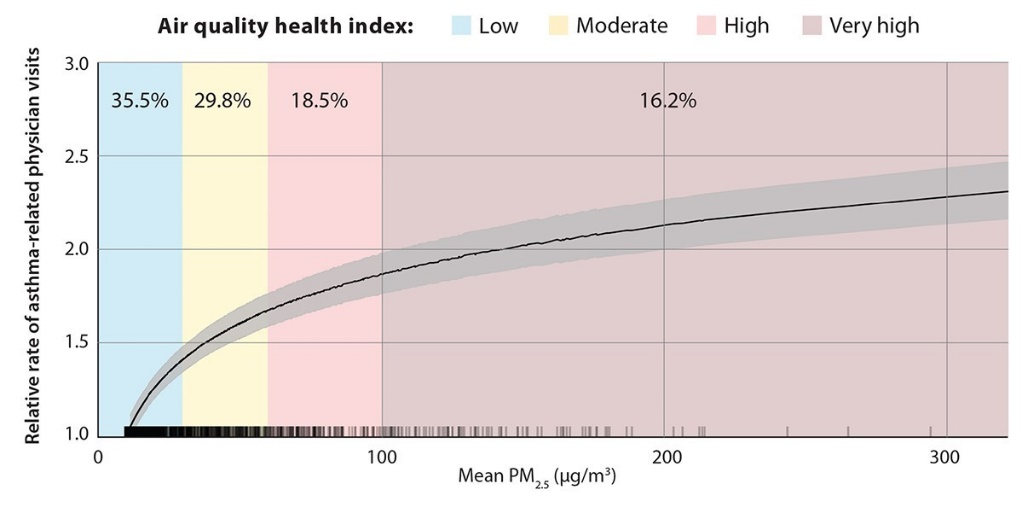 Air quality health index: Low Moderate High Very high
Relative rate of asthma-related physician visits
3.0
2.5
2.0
1.5
1.0
35.5% 29.8% 18.5% 16.2%
0 100 200 300
Mean PM₂.₅ (µg/m³)